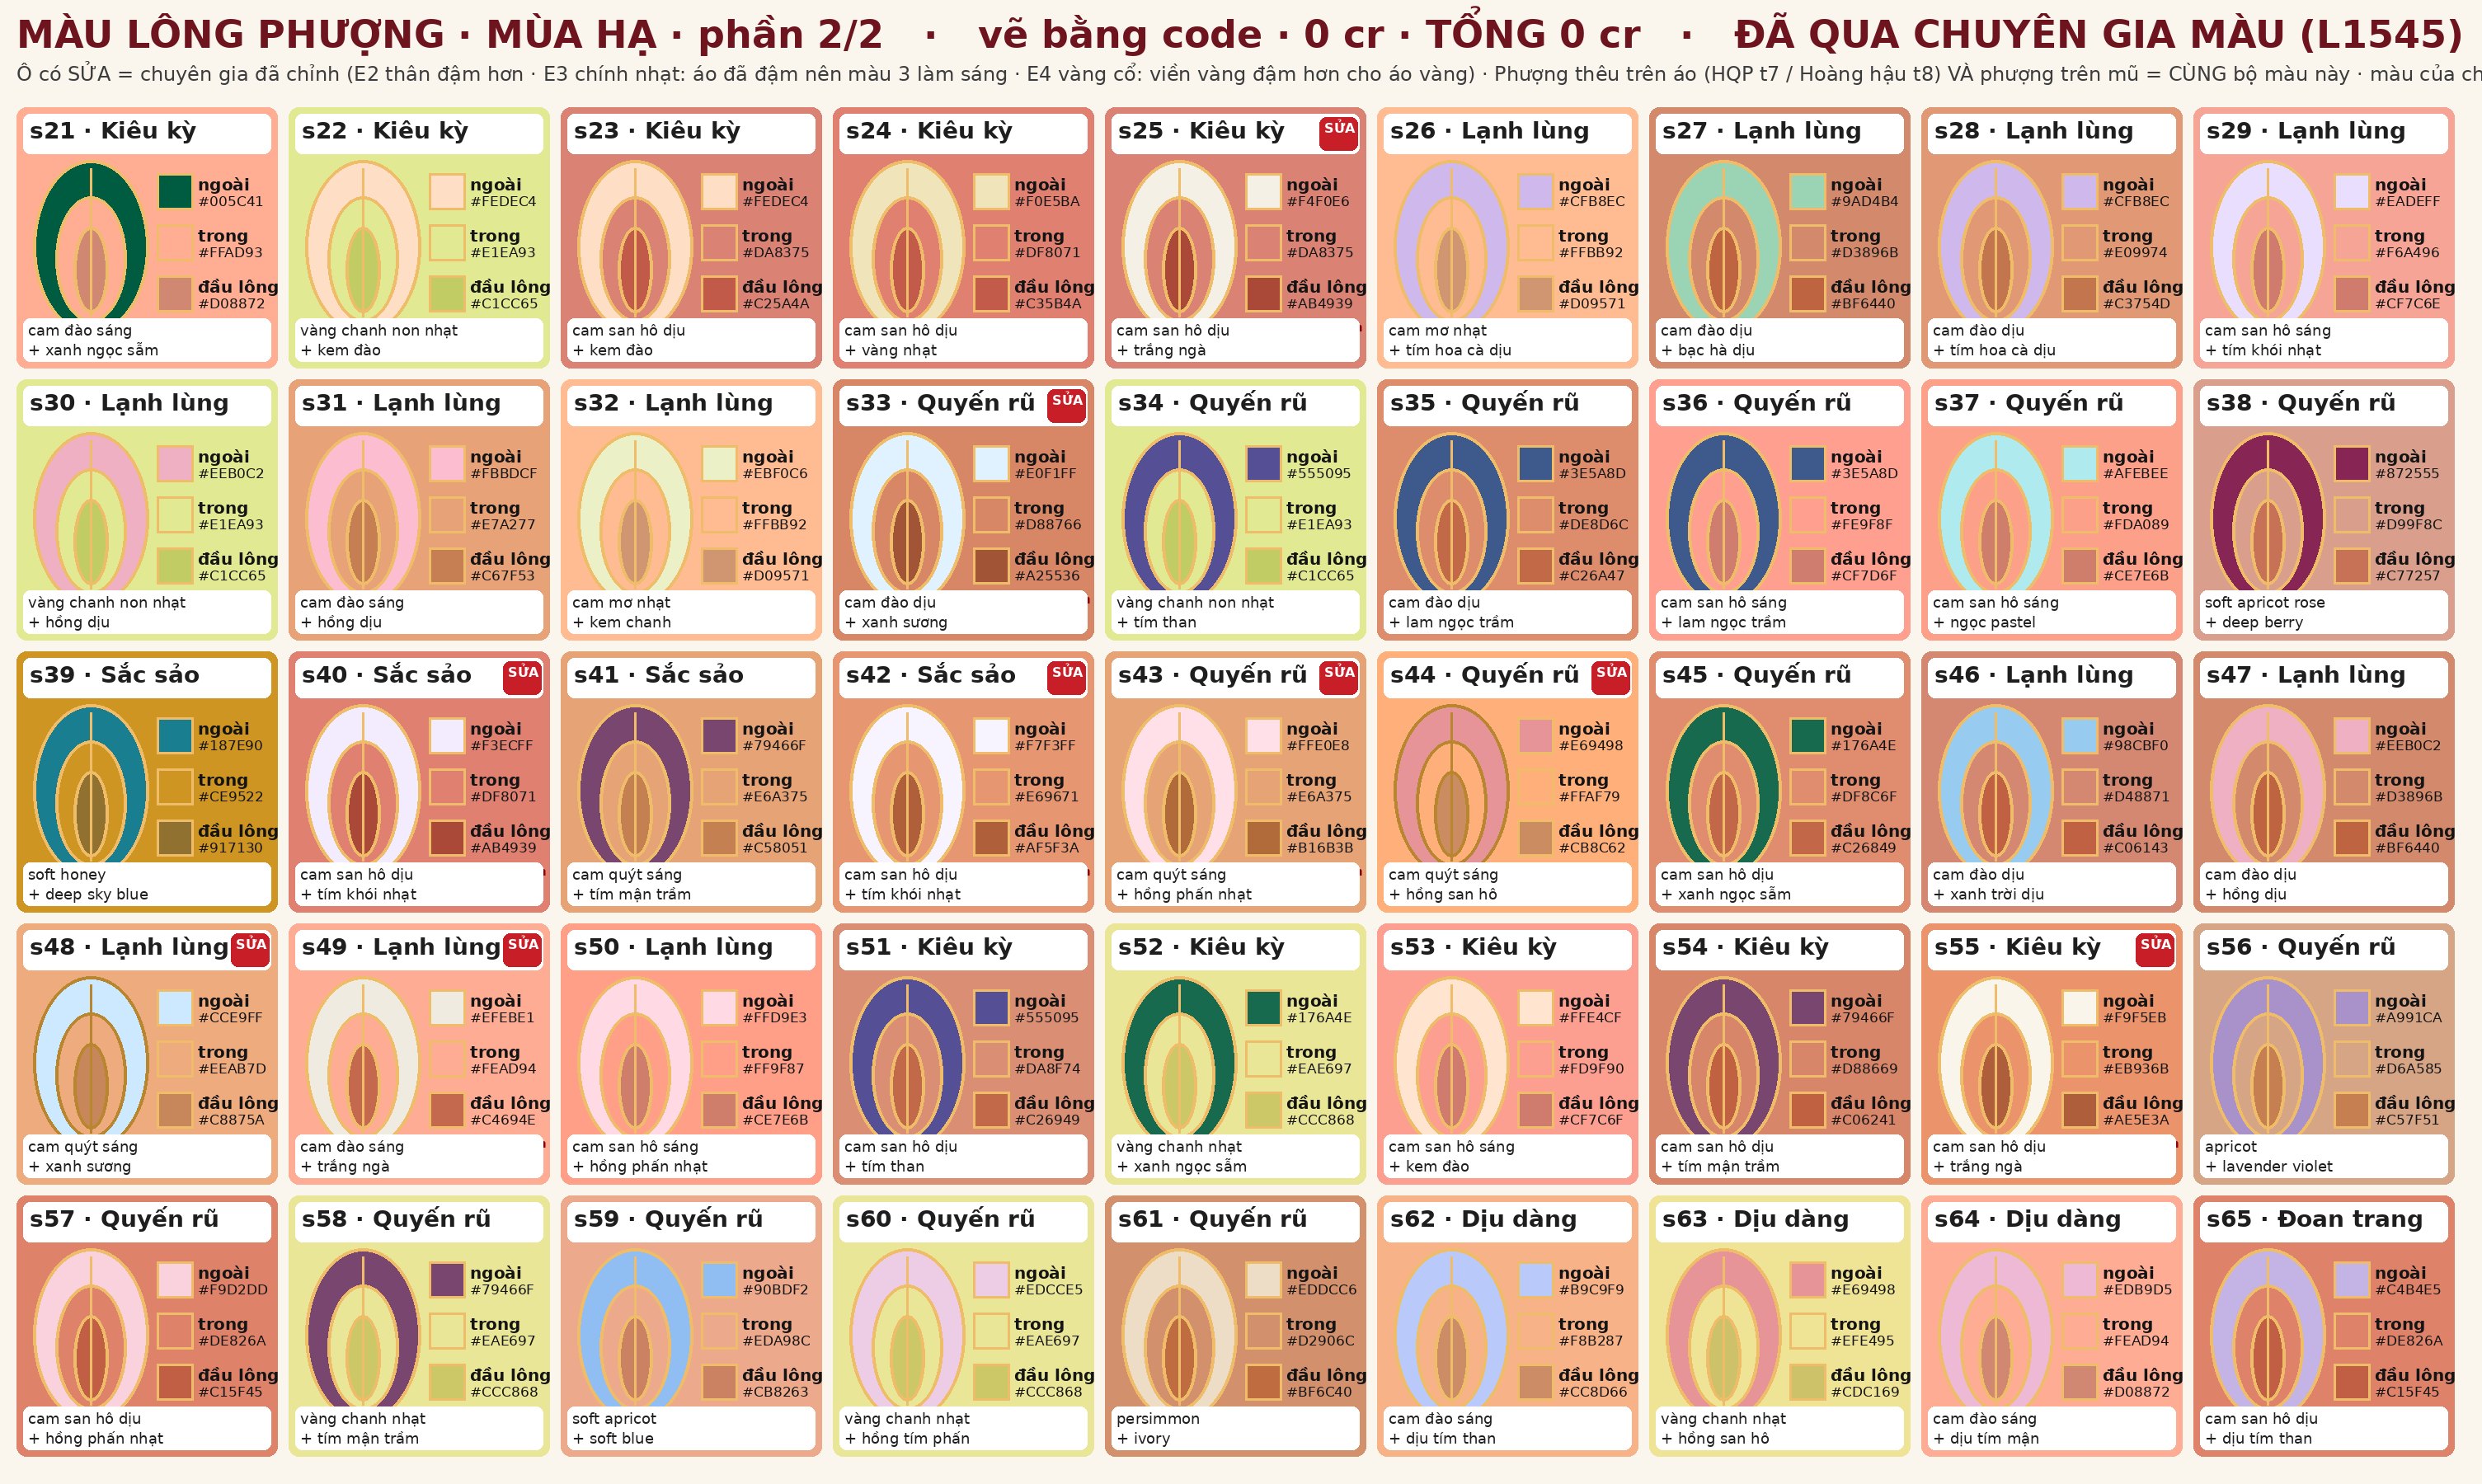 MÀU LÔNG PHƯỢNG · MÙA HẠ · phần 2/2 · vẽ bằng code · 0 cr · TỔNG 0 cr · ĐÃ QUA CHUYÊN GIA MÀU (L1545)
Ô có SỬA = chuyên gia đã chỉnh (E2 thân đậm hơn · E3 chính nhạt: áo đã đậm nên màu 3 làm sáng · E4 vàng cổ: viền vàng đậm hơn cho áo vàng) · Phượng thêu trên áo (HQP t7 / Hoàng hậu t8) VÀ phượng trên mũ = CÙNG bộ màu này · màu của ch
s21 · Kiêu kỳ
ngoài
#005C41
trong
#FFAD93
đầu lông
#D08872
cam đào sáng
+ xanh ngọc sẫm
s22 · Kiêu kỳ
ngoài
#FEDEC4
trong
#E1EA93
đầu lông
#C1CC65
vàng chanh non nhạt
+ kem đào
s23 · Kiêu kỳ
ngoài
#FEDEC4
trong
#DA8375
đầu lông
#C25A4A
cam san hô dịu
+ kem đào
s24 · Kiêu kỳ
ngoài
#F0E5BA
trong
#DF8071
đầu lông
#C35B4A
cam san hô dịu
+ vàng nhạt
s25 · Kiêu kỳ
SỬA
ngoài
#F4F0E6
trong
#DA8375
đầu lông
#AB4939
cam san hô dịu
+ trắng ngà
s26 · Lạnh lùng
ngoài
#CFB8EC
trong
#FFBB92
đầu lông
#D09571
cam mơ nhạt
+ tím hoa cà dịu
s27 · Lạnh lùng
ngoài
#9AD4B4
trong
#D3896B
đầu lông
#BF6440
cam đào dịu
+ bạc hà dịu
s28 · Lạnh lùng
ngoài
#CFB8EC
trong
#E09974
đầu lông
#C3754D
cam đào dịu
+ tím hoa cà dịu
s29 · Lạnh lùng
ngoài
#EADEFF
trong
#F6A496
đầu lông
#CF7C6E
cam san hô sáng
+ tím khói nhạt
s30 · Lạnh lùng
ngoài
#EEB0C2
trong
#E1EA93
đầu lông
#C1CC65
vàng chanh non nhạt
+ hồng dịu
s31 · Lạnh lùng
ngoài
#FBBDCF
trong
#E7A277
đầu lông
#C67F53
cam đào sáng
+ hồng dịu
s32 · Lạnh lùng
ngoài
#EBF0C6
trong
#FFBB92
đầu lông
#D09571
cam mơ nhạt
+ kem chanh
s33 · Quyến rũ
SỬA
ngoài
#E0F1FF
trong
#D88766
đầu lông
#A25536
cam đào dịu
+ xanh sương
s34 · Quyến rũ
ngoài
#555095
trong
#E1EA93
đầu lông
#C1CC65
vàng chanh non nhạt
+ tím than
s35 · Quyến rũ
ngoài
#3E5A8D
trong
#DE8D6C
đầu lông
#C26A47
cam đào dịu
+ lam ngọc trầm
s36 · Quyến rũ
ngoài
#3E5A8D
trong
#FE9F8F
đầu lông
#CF7D6F
cam san hô sáng
+ lam ngọc trầm
s37 · Quyến rũ
ngoài
#AFEBEE
trong
#FDA089
đầu lông
#CE7E6B
cam san hô sáng
+ ngọc pastel
s38 · Quyến rũ
ngoài
#872555
trong
#D99F8C
đầu lông
#C77257
soft apricot rose
+ deep berry
s39 · Sắc sảo
ngoài
#187E90
trong
#CE9522
đầu lông
#917130
soft honey
+ deep sky blue
s40 · Sắc sảo
SỬA
ngoài
#F3ECFF
trong
#DF8071
đầu lông
#AB4939
cam san hô dịu
+ tím khói nhạt
s41 · Sắc sảo
ngoài
#79466F
trong
#E6A375
đầu lông
#C58051
cam quýt sáng
+ tím mận trầm
s42 · Sắc sảo
SỬA
ngoài
#F7F3FF
trong
#E69671
đầu lông
#AF5F3A
cam san hô dịu
+ tím khói nhạt
s43 · Quyến rũ
SỬA
ngoài
#FFE0E8
trong
#E6A375
đầu lông
#B16B3B
cam quýt sáng
+ hồng phấn nhạt
s44 · Quyến rũ
SỬA
ngoài
#E69498
trong
#FFAF79
đầu lông
#CB8C62
cam quýt sáng
+ hồng san hô
s45 · Quyến rũ
ngoài
#176A4E
trong
#DF8C6F
đầu lông
#C26849
cam san hô dịu
+ xanh ngọc sẫm
s46 · Lạnh lùng
ngoài
#98CBF0
trong
#D48871
đầu lông
#C06143
cam đào dịu
+ xanh trời dịu
s47 · Lạnh lùng
ngoài
#EEB0C2
trong
#D3896B
đầu lông
#BF6440
cam đào dịu
+ hồng dịu
s48 · Lạnh lùng
SỬA
ngoài
#CCE9FF
trong
#EEAB7D
đầu lông
#C8875A
cam quýt sáng
+ xanh sương
s49 · Lạnh lùng
SỬA
ngoài
#EFEBE1
trong
#FEAD94
đầu lông
#C4694E
cam đào sáng
+ trắng ngà
s50 · Lạnh lùng
ngoài
#FFD9E3
trong
#FF9F87
đầu lông
#CE7E6B
cam san hô sáng
+ hồng phấn nhạt
s51 · Kiêu kỳ
ngoài
#555095
trong
#DA8F74
đầu lông
#C26949
cam san hô dịu
+ tím than
s52 · Kiêu kỳ
ngoài
#176A4E
trong
#EAE697
đầu lông
#CCC868
vàng chanh nhạt
+ xanh ngọc sẫm
s53 · Kiêu kỳ
ngoài
#FFE4CF
trong
#FD9F90
đầu lông
#CF7C6F
cam san hô sáng
+ kem đào
s54 · Kiêu kỳ
ngoài
#79466F
trong
#D88669
đầu lông
#C06241
cam san hô dịu
+ tím mận trầm
s55 · Kiêu kỳ
SỬA
ngoài
#F9F5EB
trong
#EB936B
đầu lông
#AE5E3A
cam san hô dịu
+ trắng ngà
s56 · Quyến rũ
ngoài
#A991CA
trong
#D6A585
đầu lông
#C57F51
apricot
+ lavender violet
s57 · Quyến rũ
ngoài
#F9D2DD
trong
#DE826A
đầu lông
#C15F45
cam san hô dịu
+ hồng phấn nhạt
s58 · Quyến rũ
ngoài
#79466F
trong
#EAE697
đầu lông
#CCC868
vàng chanh nhạt
+ tím mận trầm
s59 · Quyến rũ
ngoài
#90BDF2
trong
#EDA98C
đầu lông
#CB8263
soft apricot
+ soft blue
s60 · Quyến rũ
ngoài
#EDCCE5
trong
#EAE697
đầu lông
#CCC868
vàng chanh nhạt
+ hồng tím phấn
s61 · Quyến rũ
ngoài
#EDDCC6
trong
#D2906C
đầu lông
#BF6C40
persimmon
+ ivory
s62 · Dịu dàng
ngoài
#B9C9F9
trong
#F8B287
đầu lông
#CC8D66
cam đào sáng
+ dịu tím than
s63 · Dịu dàng
ngoài
#E69498
trong
#EFE495
đầu lông
#CDC169
vàng chanh nhạt
+ hồng san hô
s64 · Dịu dàng
ngoài
#EDB9D5
trong
#FEAD94
đầu lông
#D08872
cam đào sáng
+ dịu tím mận
s65 · Đoan trang
ngoài
#C4B4E5
trong
#DE826A
đầu lông
#C15F45
cam san hô dịu
+ dịu tím than